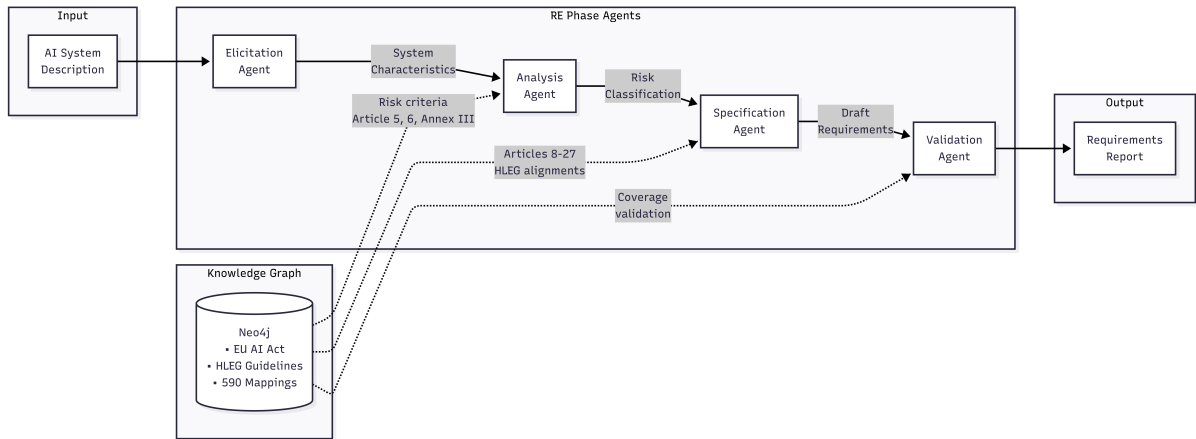 Input
AI System
Description
RE Phase Agents
Elicitation
Agent
System
Characteristics
Risk criteria
Article 5, 6, Annex III
Analysis
Agent
Risk
Classification
Articles 8-27
HLEG alignments
Specification
Agent
Draft
Requirements
Coverage
validation
Validation
Agent
Output
Requirements
Report
Knowledge Graph
Neo4j
• EU AI Act
• HLEG Guidelines
• 590 Mappings